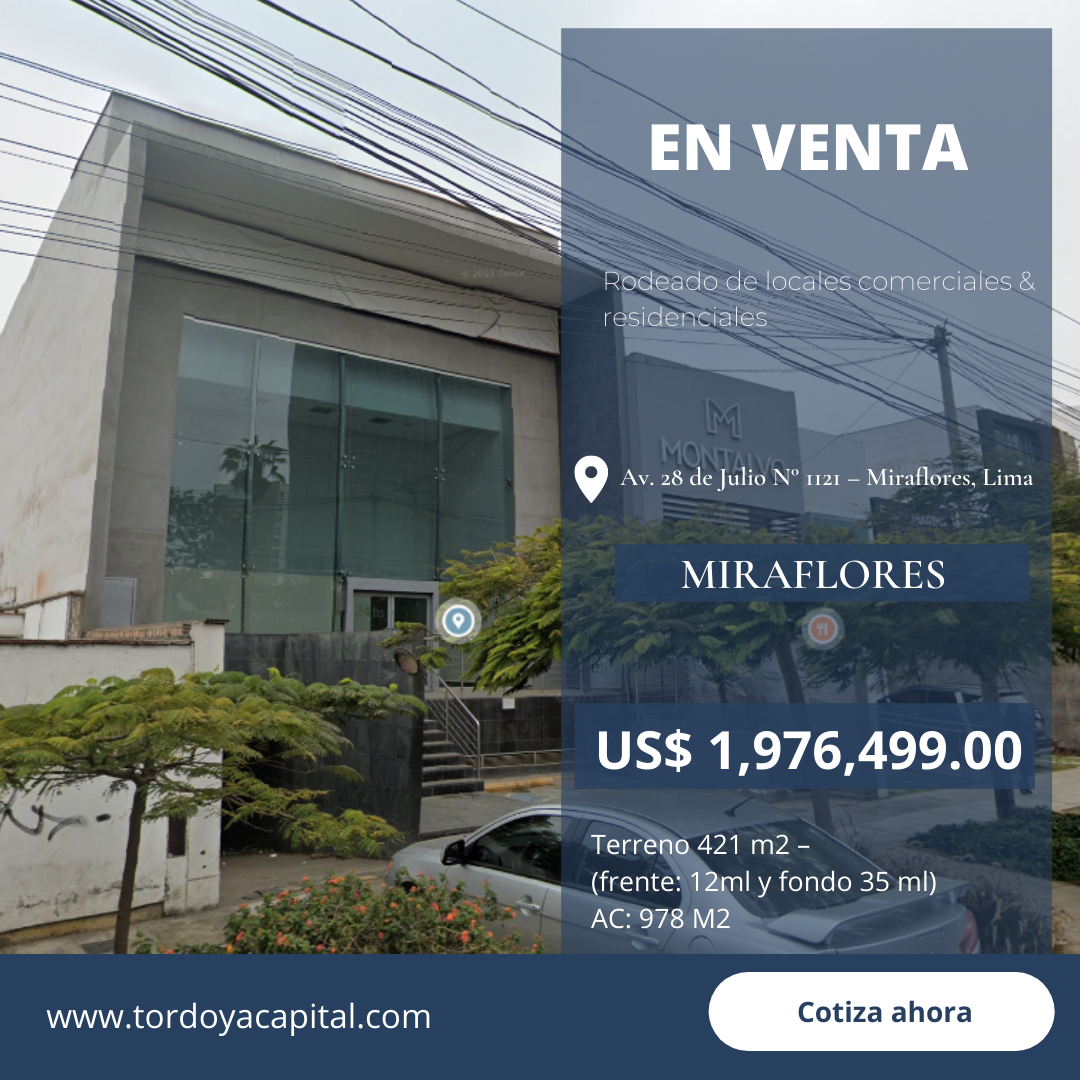 EN VENTA
© 2023 Google
Rodeado de locales comerciales &
residenciales
MONTALVO
Av. 28 de Julio Nº 1121 – Miraflores, Lima
MIRAFLORES
US$ 1,976,499.00
Terreno 421 m2 –
(frente: 12ml y fondo 35 ml)
AC: 978 M2
www.tordoyacapital.com
Cotiza ahora